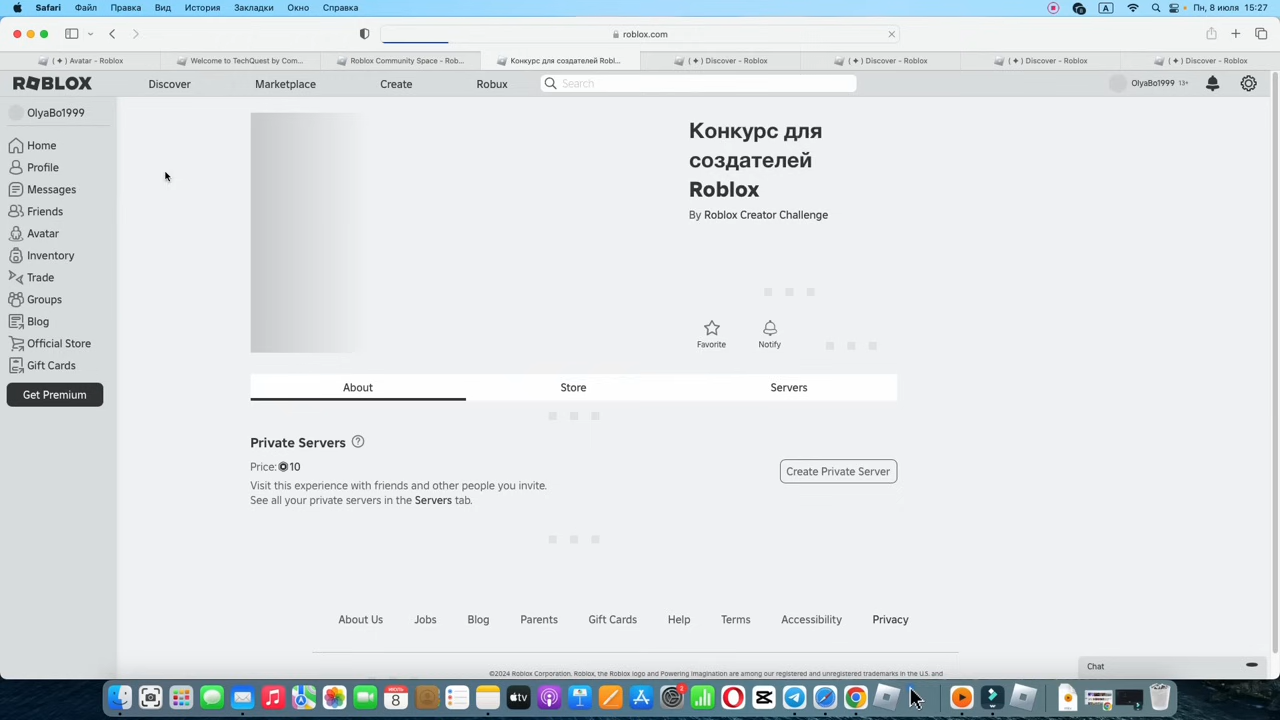 Safari Файл Правка Вид История Закладки Окно Справка A Пн, 8 июля 15:27
roblox.com
( ✦ ) Avatar - Roblox Welcome to TechQuest by Com... Roblox Community Space - Rob... Конкурс для создателей Robl... ( ✦ ) Discover - Roblox ( ✦ ) Discover - Roblox ( ✦ ) Discover - Roblox ( ✦ ) Discover - Roblox
ROBLOX Discover Marketplace Create Robux Search OlyaBo1999 13+
OlyaBo1999
Home
Profile
Messages
Friends
Avatar
Inventory
Trade
Groups
Blog
Official Store
Gift Cards
Get Premium
Конкурс для
создателей
Roblox
By Roblox Creator Challenge
Favorite Notify
About Store Servers
Private Servers ?
Price: 10
Visit this experience with friends and other people you invite.
See all your private servers in the Servers tab.
Create Private Server
About Us Jobs Blog Parents Gift Cards Help Terms Accessibility Privacy
Chat
©2024 Roblox Corporation. Roblox, the Roblox logo and Powering Imagination are among our registered and unregistered trademarks in the U.S. and
8
tv
2